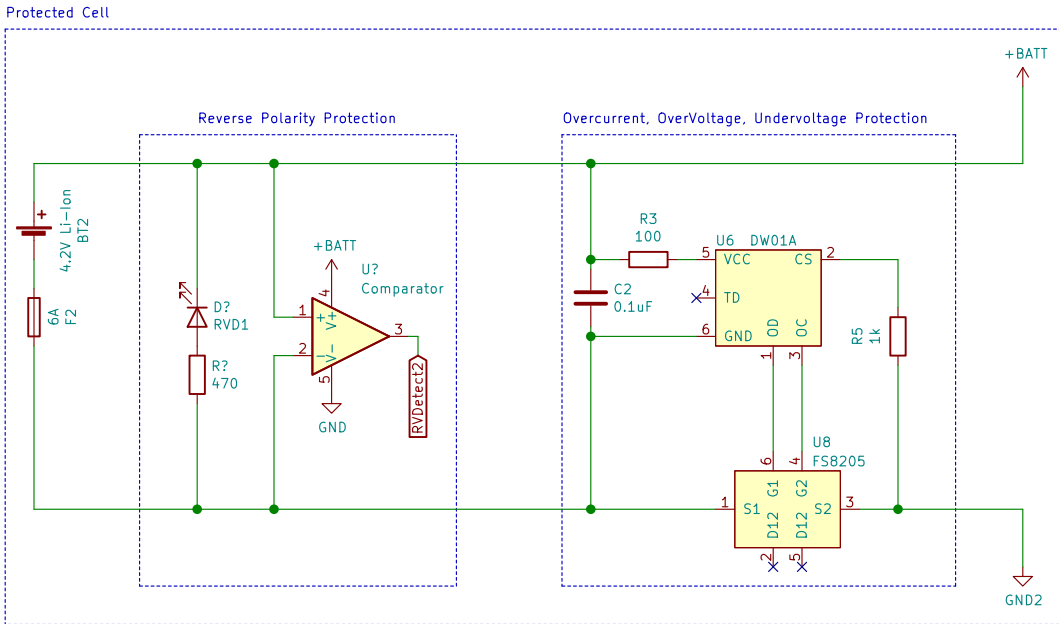 Protected Cell
+BATT
Reverse Polarity Protection
Overcurrent, OverVoltage, Undervoltage Protection
+
4.2V Li-Ion
BT2
6A
F2
D?
RVD1
R?
470
+BATT
U?
Comparator
4
1
+
V+
3
2
-
V-
5
GND
RVDetect2
R3
100
C2
0.1uF
U6 DW01A
5
VCC
CS
2
4
TD
6
GND
OD
OC
1
3
R5
1k
U8
FS8205
6
4
G1
G2
1
S1
S2
3
D12
D12
2
5
GND2